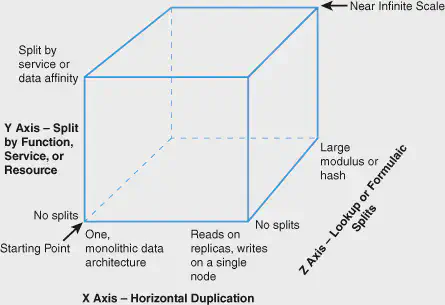 Near Infinite Scale
Split by
service or
data affinity
Y Axis – Split
by Function,
Service, or
Resource
Large
modulus or
hash
No splits
Starting Point
One,
monolithic data
architecture
Reads on
replicas, writes
on a single
node
No splits
Z Axis – Lookup or Formulaic
Splits
X Axis – Horizontal Duplication